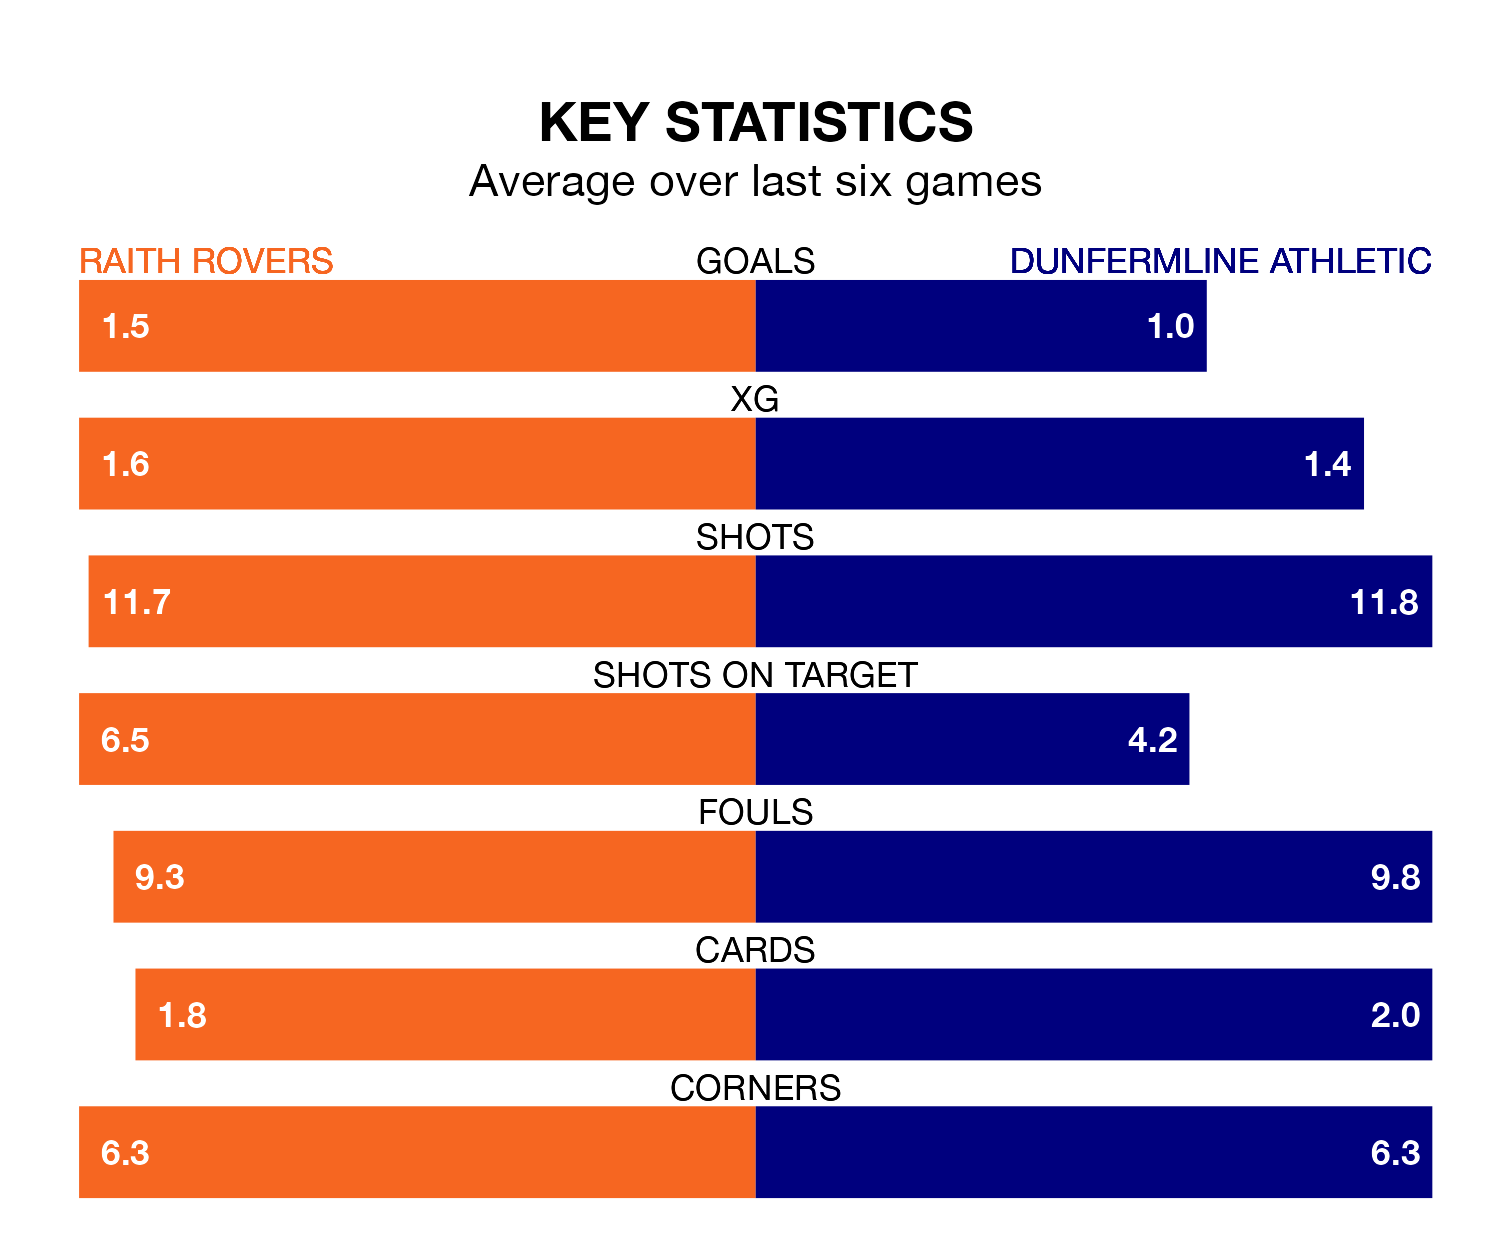 KEY STATISTICS
Average over last six games
RAITH ROVERS GOALS DUNFERMLINE ATHLETIC
1.5 1.0
XG
1.6 1.4
SHOTS
11.7 11.8
SHOTS ON TARGET
6.5 4.2
FOULS
9.3 9.8
CARDS
1.8 2.0
CORNERS
6.3 6.3